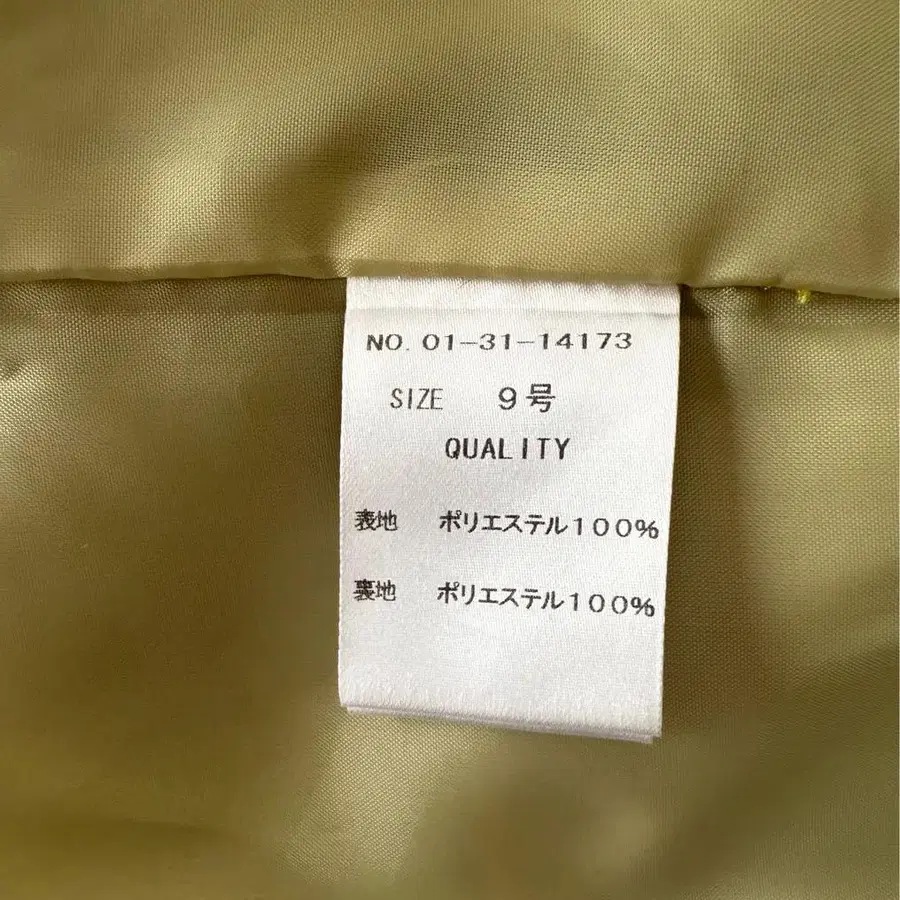 NO. 01-31-14173
SIZE 9号
QUALITY
表地 ポリエステル100%
裏地 ポリエステル100%